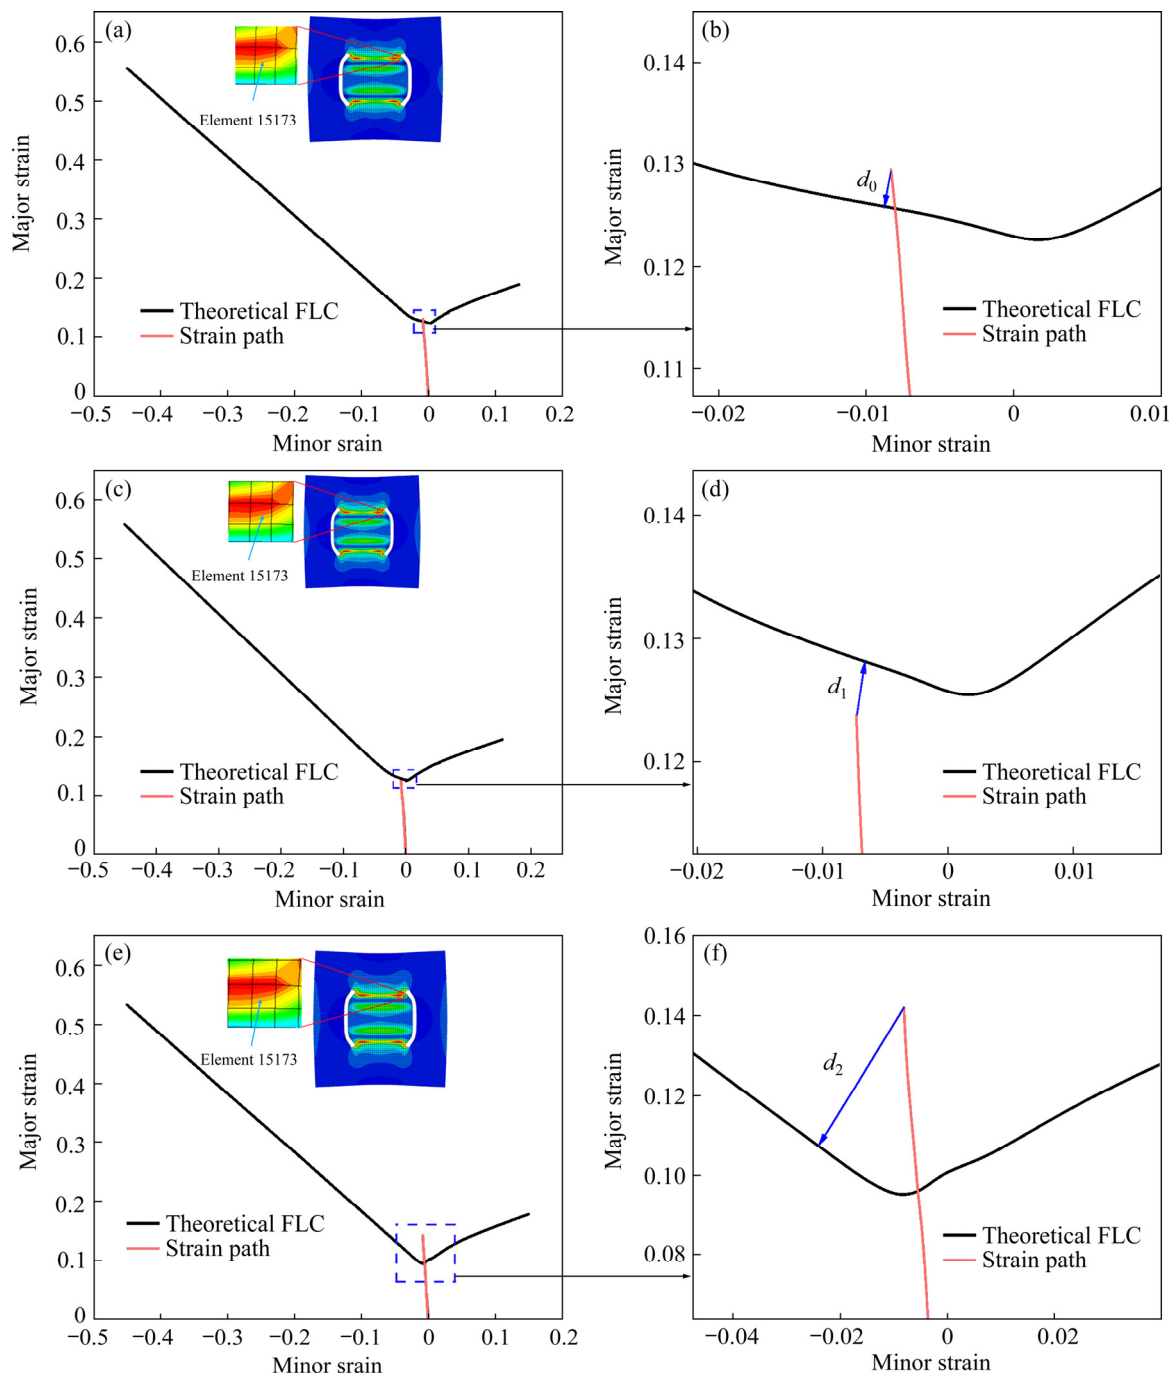 (a)
0.6
0.5
0.4
0.3
0.2
0.1
0
Major strain
Element 15173
Theoretical FLC
Strain path
−0.5 −0.4 −0.3 −0.2 −0.1 0 0.1 0.2
Minor srain
(b)
0.14
0.13
0.12
0.11
Major strain
d0
Theoretical FLC
Strain path
−0.02 −0.01 0 0.01
Minor strain
(c)
0.6
0.5
0.4
0.3
0.2
0.1
0
Major strain
Element 15173
Theoretical FLC
Strain path
−0.5 −0.4 −0.3 −0.2 −0.1 0 0.1 0.2
Minor srain
(d)
0.14
0.13
0.12
Major strain
d1
Theoretical FLC
Strain path
−0.02 −0.01 0 0.01
Minor strain
(e)
0.6
0.5
0.4
0.3
0.2
0.1
0
Major strain
Element 15173
Theoretical FLC
Strain path
−0.5 −0.4 −0.3 −0.2 −0.1 0 0.1 0.2
Minor srain
(f)
0.16
0.14
0.12
0.10
0.08
Major strain
d2
Theoretical FLC
Strain path
−0.04 −0.02 0 0.02
Minor strain